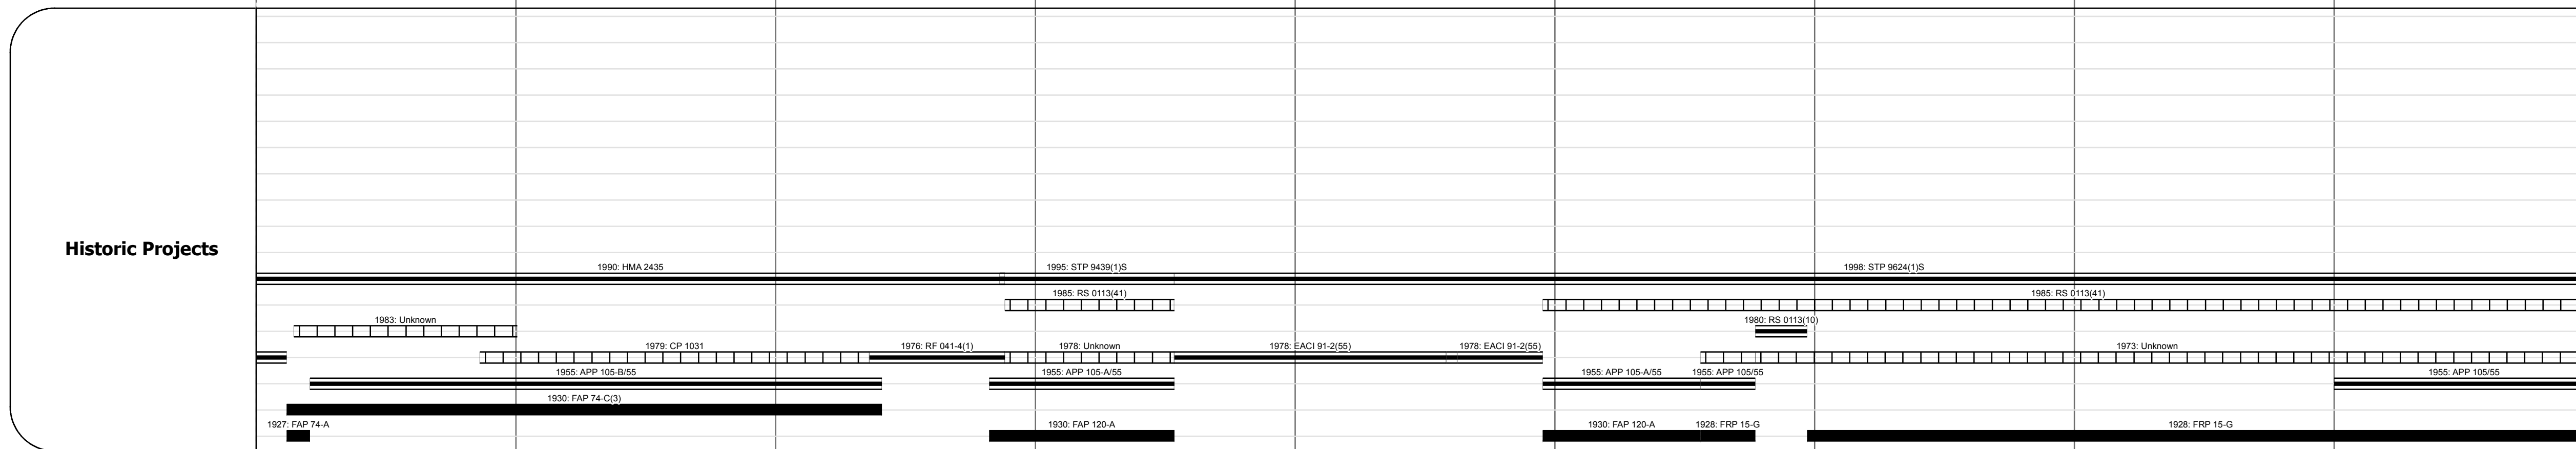 Historic Projects
1990: HMA 2435
1995: STP 9439(1)S
1998: STP 9624(1)S
1985: RS 0113(41)
1985: RS 0113(41)
1983: Unknown
1980: RS 0113(10)
1979: CP 1031
1976: RF 041-4(1)
1978: Unknown
1978: EACI 91-2(55)
1978: EACI 91-2(55)
1973: Unknown
1955: APP 105-B/55
1955: APP 105-A/55
1955: APP 105-A/55
1955: APP 105/55
1955: APP 105/55
1930: FAP 74-C(3)
1927: FAP 74-A
1930: FAP 120-A
1930: FAP 120-A
1928: FRP 15-G
1928: FRP 15-G